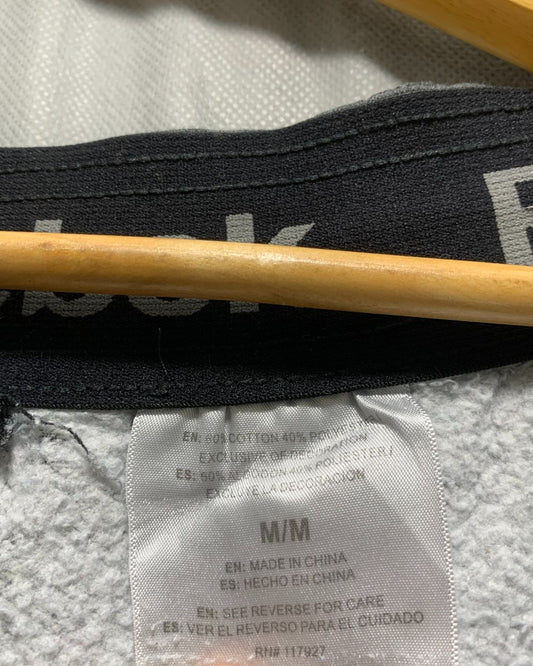 bok R
EN: 60% COTTON 40% POLYESTER
EXCLUSIVE OF DECORATION
ES: 60% ALGODON 40% POLIESTER /
EXCLUYE LA DECORACION
M/M
EN: MADE IN CHINA
ES: HECHO EN CHINA
EN: SEE REVERSE FOR CARE
ES: VER EL REVERSO PARA EL CUIDADO
RN# 117927